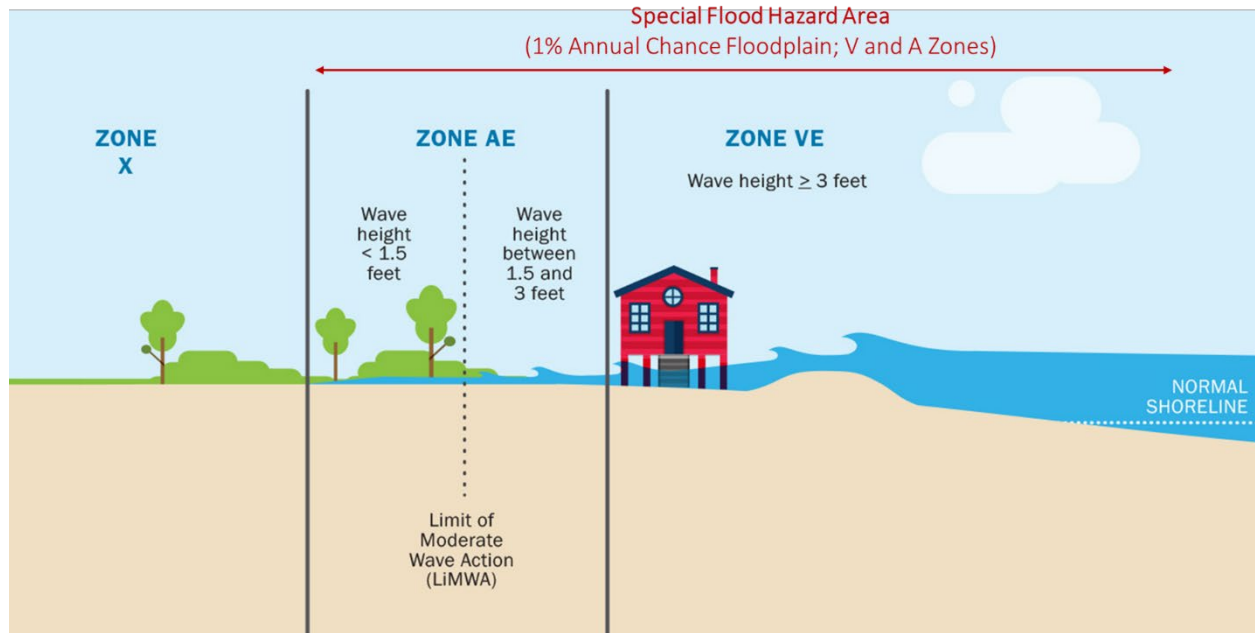 Special Flood Hazard Area
(1% Annual Chance Floodplain; V and A Zones)
ZONE
X
ZONE AE
ZONE VE
Wave height ≥ 3 feet
Wave
height
< 1.5
feet
Wave
height
between
1.5 and
3 feet
NORMAL
SHORELINE
Limit of
Moderate
Wave Action
(LiMWA)